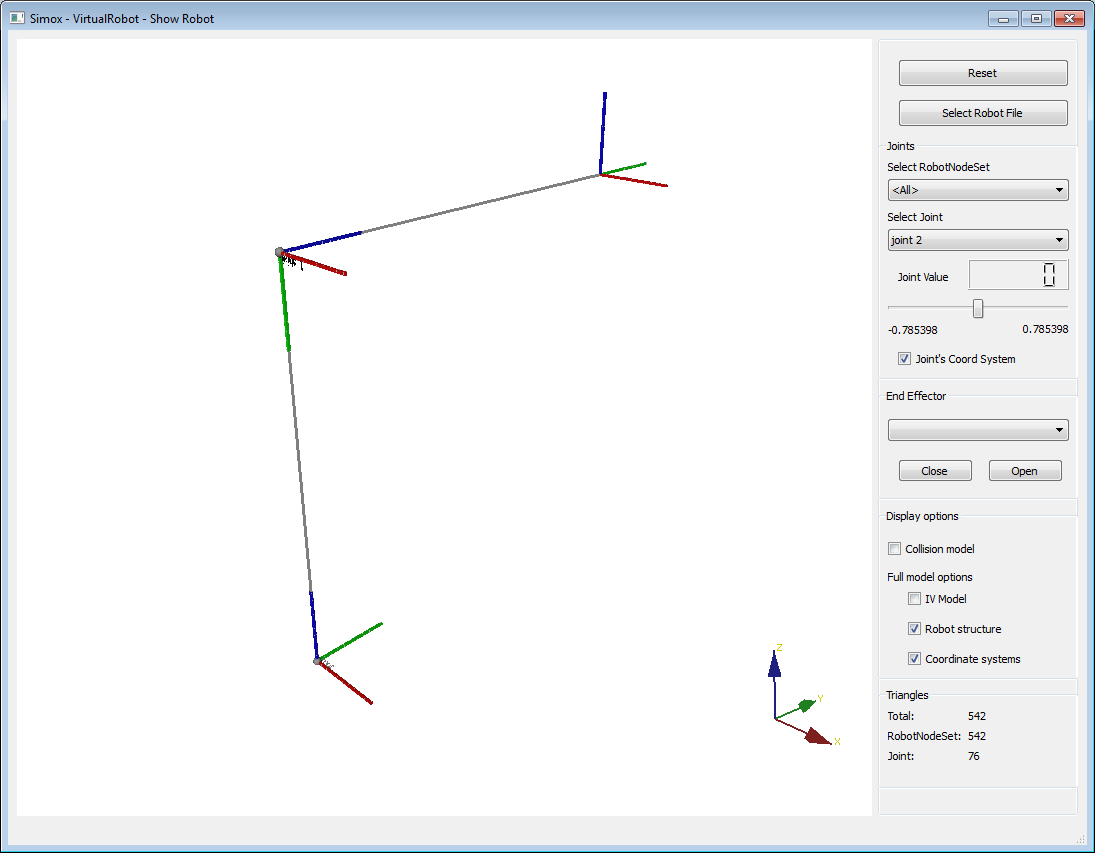 Simox - VirtualRobot - Show Robot
Reset
Select Robot File
Joints
Select RobotNodeSet
<All>
Select Joint
joint 2
Joint Value 0
-0.785398 0.785398
Joint's Coord System
End Effector
Close Open
Display options
Collision model
Full model options
IV Model
Robot structure
Coordinate systems
Triangles
Total: 542
RobotNodeSet: 542
Joint: 76
Z
Y
X